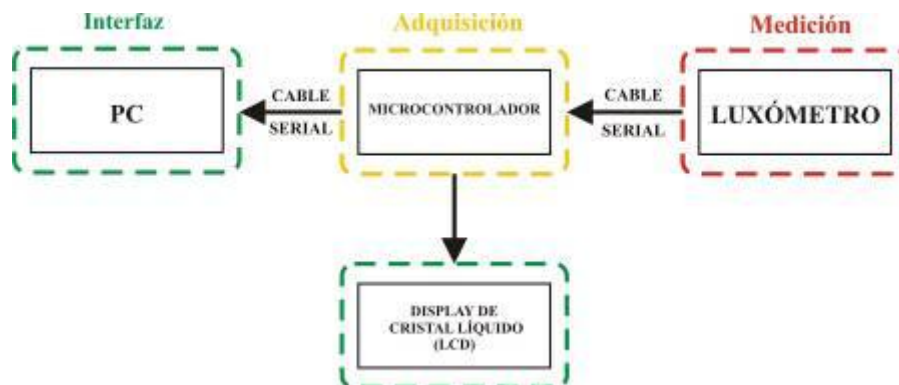 Interfaz
Adquisición
Medición
PC
CABLE
SERIAL
MICROCONTROLADOR
CABLE
SERIAL
LUXÓMETRO
DISPLAY DE
CRISTAL LÍQUIDO
(LCD)